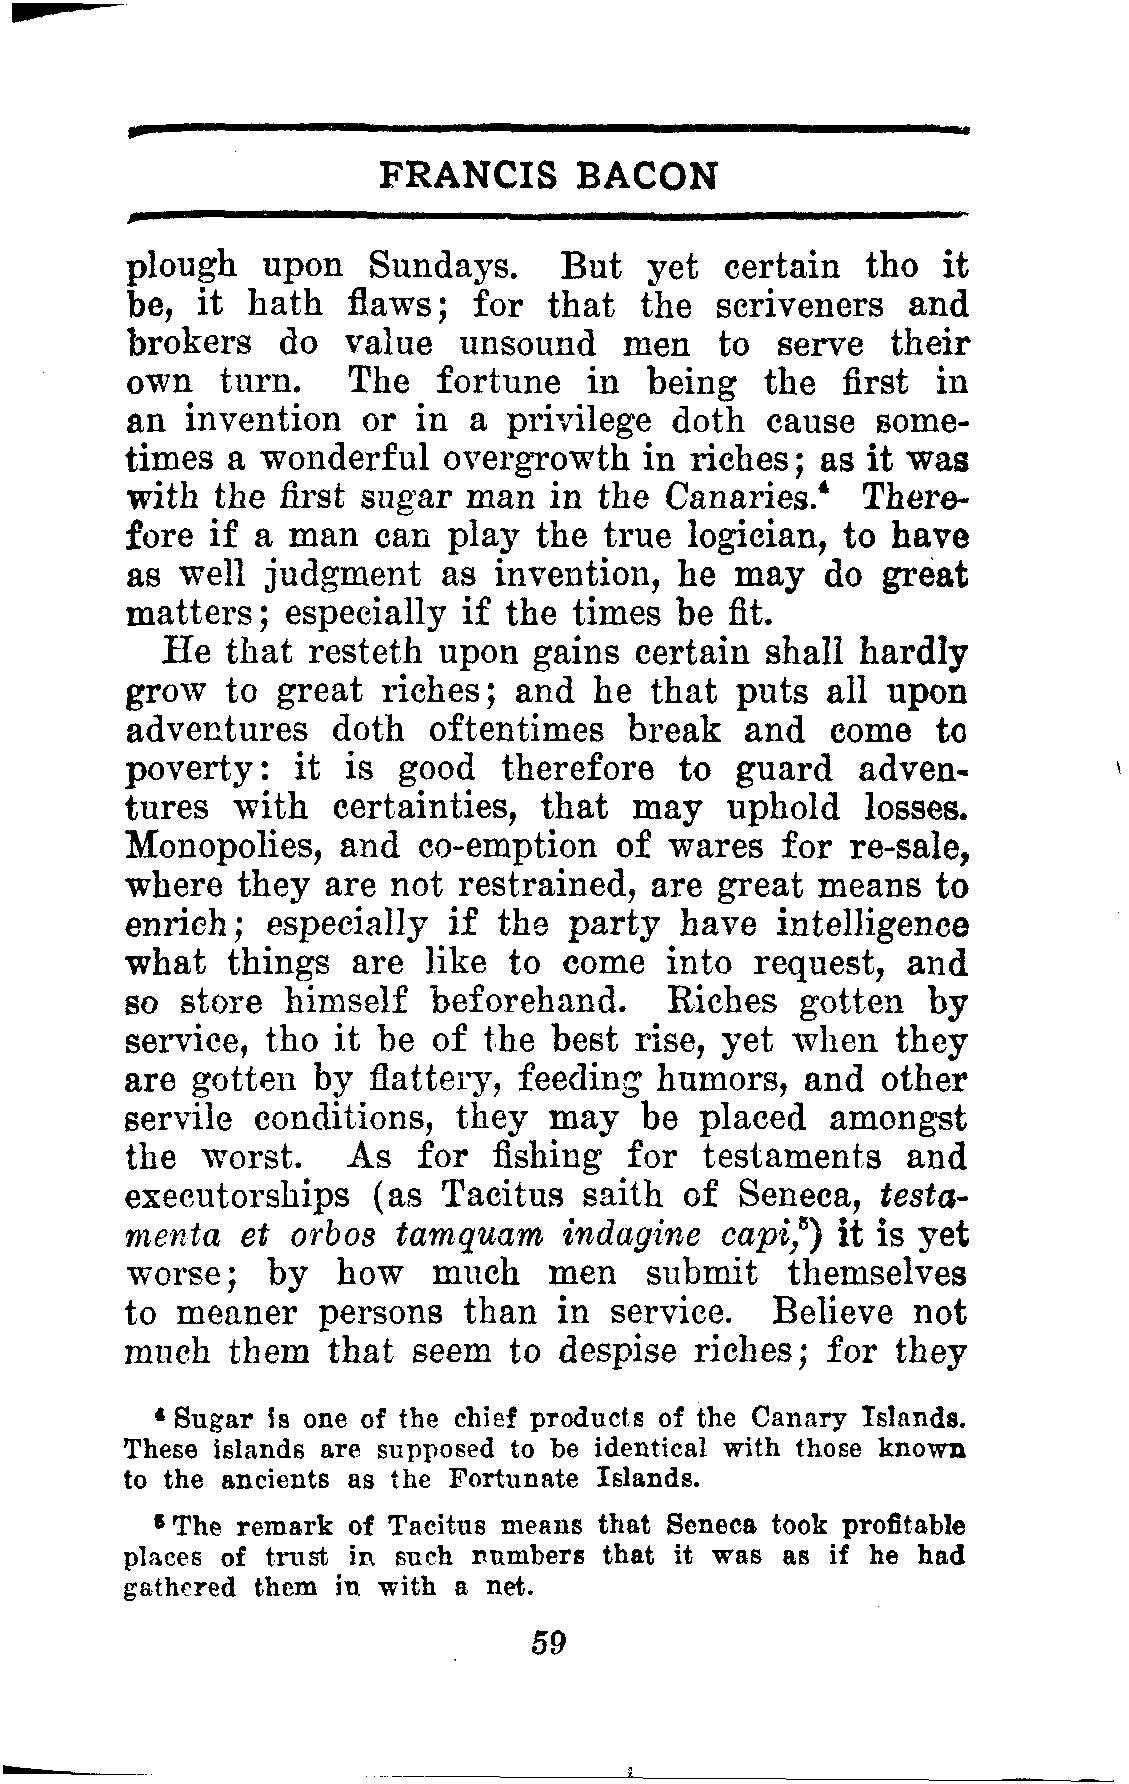 FRANCIS BACON
plough upon Sundays. But yet certain tho it
be, it hath flaws; for that the scriveners and
brokers do value unsound men to serve their
own turn. The fortune in being the first in
an invention or in a privilege doth cause some-
times a wonderful overgrowth in riches; as it was
with the first sugar man in the Canaries.⁴ There-
fore if a man can play the true logician, to have
as well judgment as invention, he may do great
matters; especially if the times be fit.
He that resteth upon gains certain shall hardly
grow to great riches; and he that puts all upon
adventures doth oftentimes break and come to
poverty: it is good therefore to guard adven-
tures with certainties, that may uphold losses.
Monopolies, and co-emption of wares for re-sale,
where they are not restrained, are great means to
enrich; especially if the party have intelligence
what things are like to come into request, and
so store himself beforehand. Riches gotten by
service, tho it be of the best rise, yet when they
are gotten by flattery, feeding humors, and other
servile conditions, they may be placed amongst
the worst. As for fishing for testaments and
executorships (as Tacitus saith of Seneca, testa-
menta et orbos tamquam indagine capi,⁵) it is yet
worse; by how much men submit themselves
to meaner persons than in service. Believe not
much them that seem to despise riches; for they
⁴ Sugar is one of the chief products of the Canary Islands.
These islands are supposed to be identical with those known
to the ancients as the Fortunate Islands.
⁵ The remark of Tacitus means that Seneca took profitable
places of trust in such numbers that it was as if he had
gathered them in with a net.
59